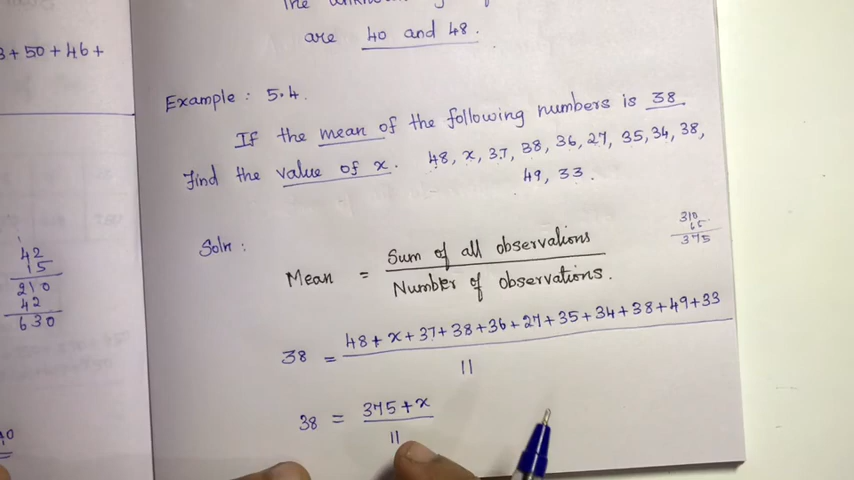 The unknown
are 40 and 48.
3 + 50 + 46 +
Example : 5.4.
If the mean of the following numbers is 38
Find the value of x. 48, x, 37, 38, 36, 27, 35, 34, 38,
49, 33.
Soln :
310
65
375
Mean = Sum of all observations
Number of observations.
38 = 48 + x + 37 + 38 + 36 + 27 + 35 + 34 + 38 + 49 + 33
11
38 = 375 + x
11
42
15
210
42
630